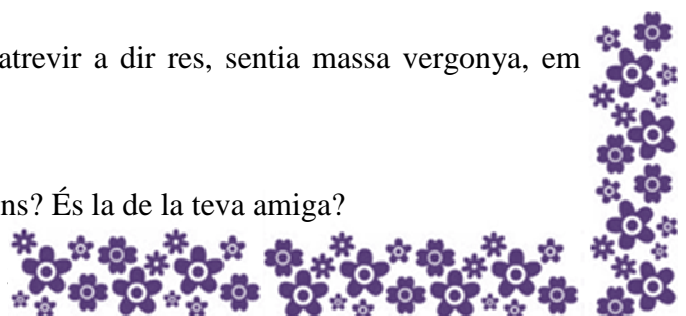 atrevir a dir res, sentia massa vergonya, em
ns? És la de la teva amiga?